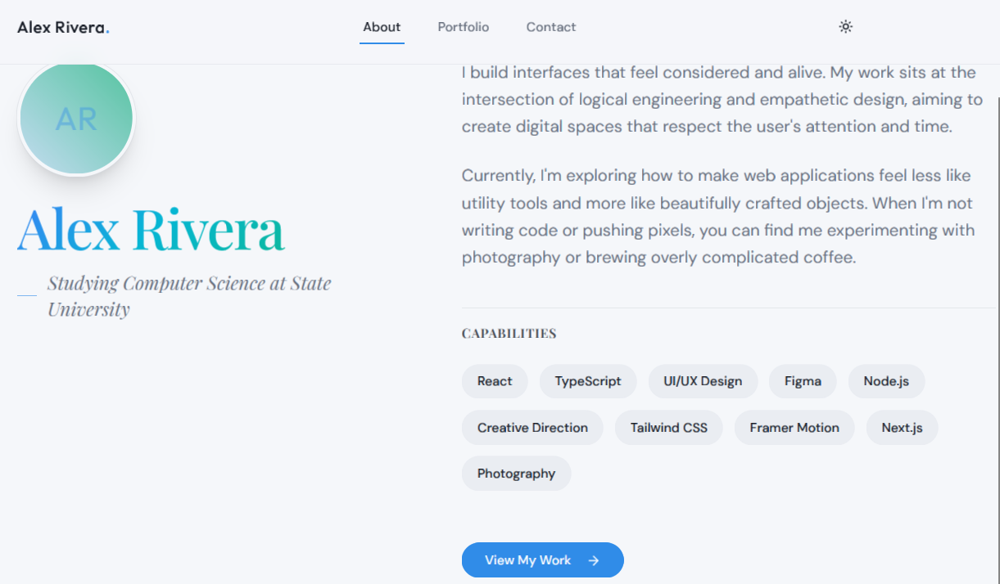 Alex Rivera.
About
Portfolio
Contact
AR
Alex Rivera
Studying Computer Science at State
University
I build interfaces that feel considered and alive. My work sits at the
intersection of logical engineering and empathetic design, aiming to
create digital spaces that respect the user's attention and time.
Currently, I'm exploring how to make web applications feel less like
utility tools and more like beautifully crafted objects. When I'm not
writing code or pushing pixels, you can find me experimenting with
photography or brewing overly complicated coffee.
CAPABILITIES
React
TypeScript
UI/UX Design
Figma
Node.js
Creative Direction
Tailwind CSS
Framer Motion
Next.js
Photography
View My Work